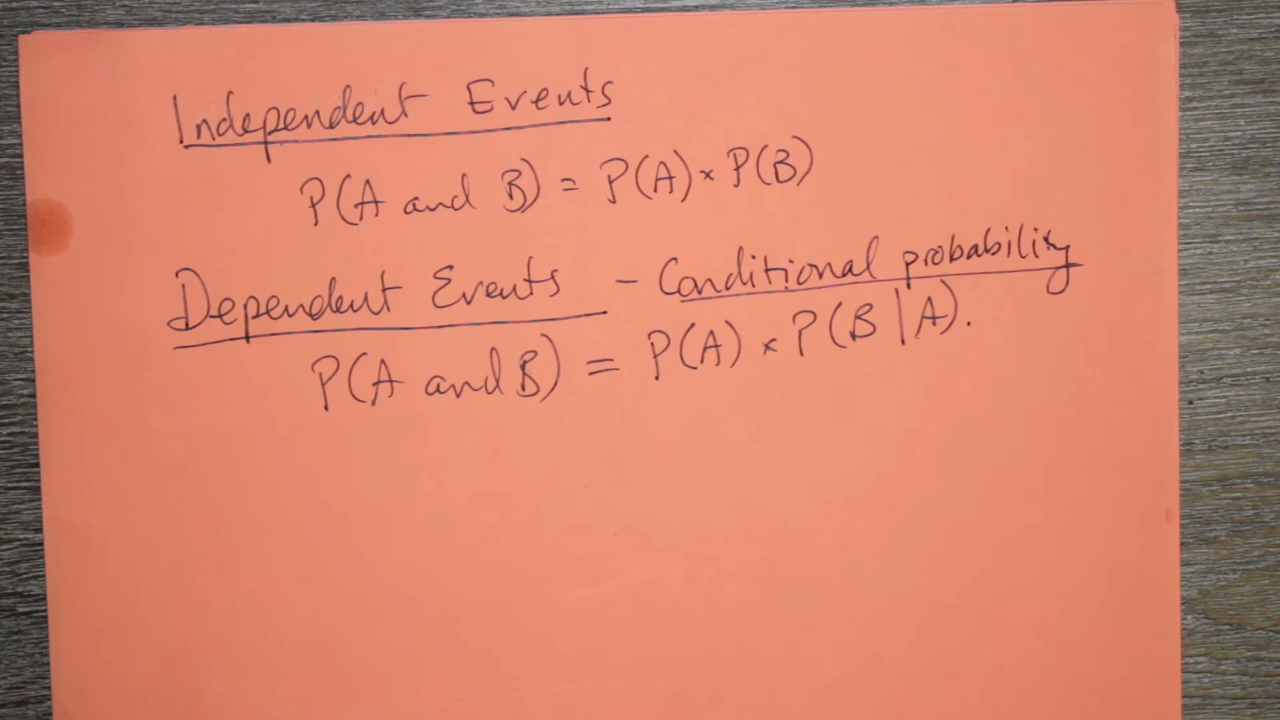 Independent Events
P(A and B) = P(A) × P(B)
Dependent Events - Conditional probability
P(A and B) = P(A) × P(B | A).